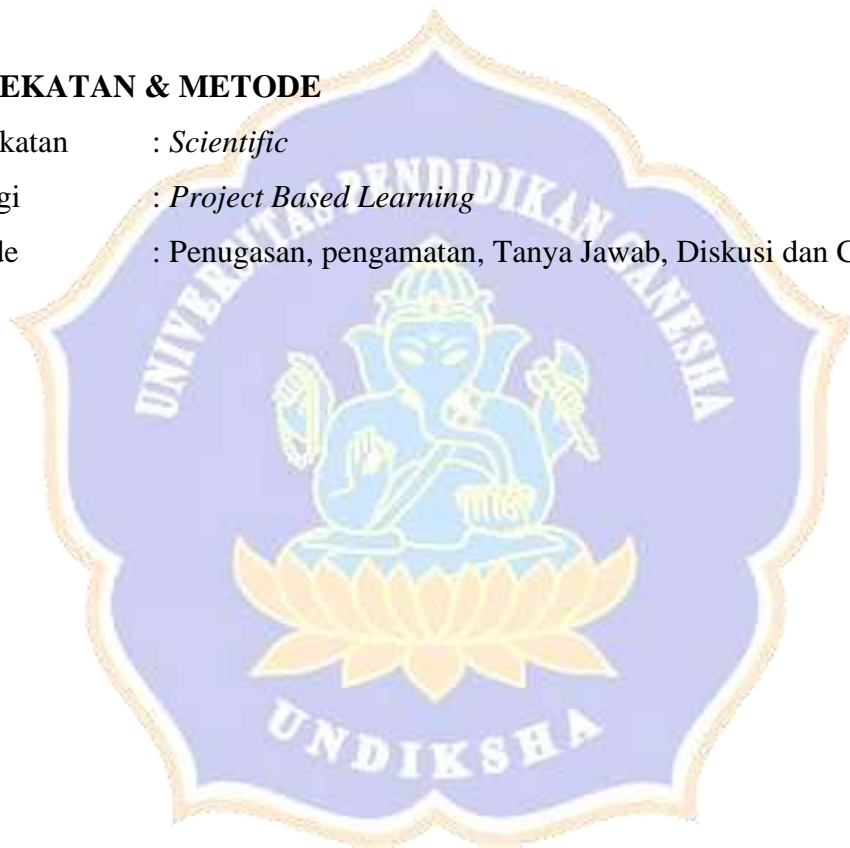 EKATAN & METODE
katan : Scientific
gi : Project Based Learning
de : Penugasan, pengamatan, Tanya Jawab, Diskusi dan C
UNIVERSITAS PENDIDIKAN GANESHA
UNDIKSHA